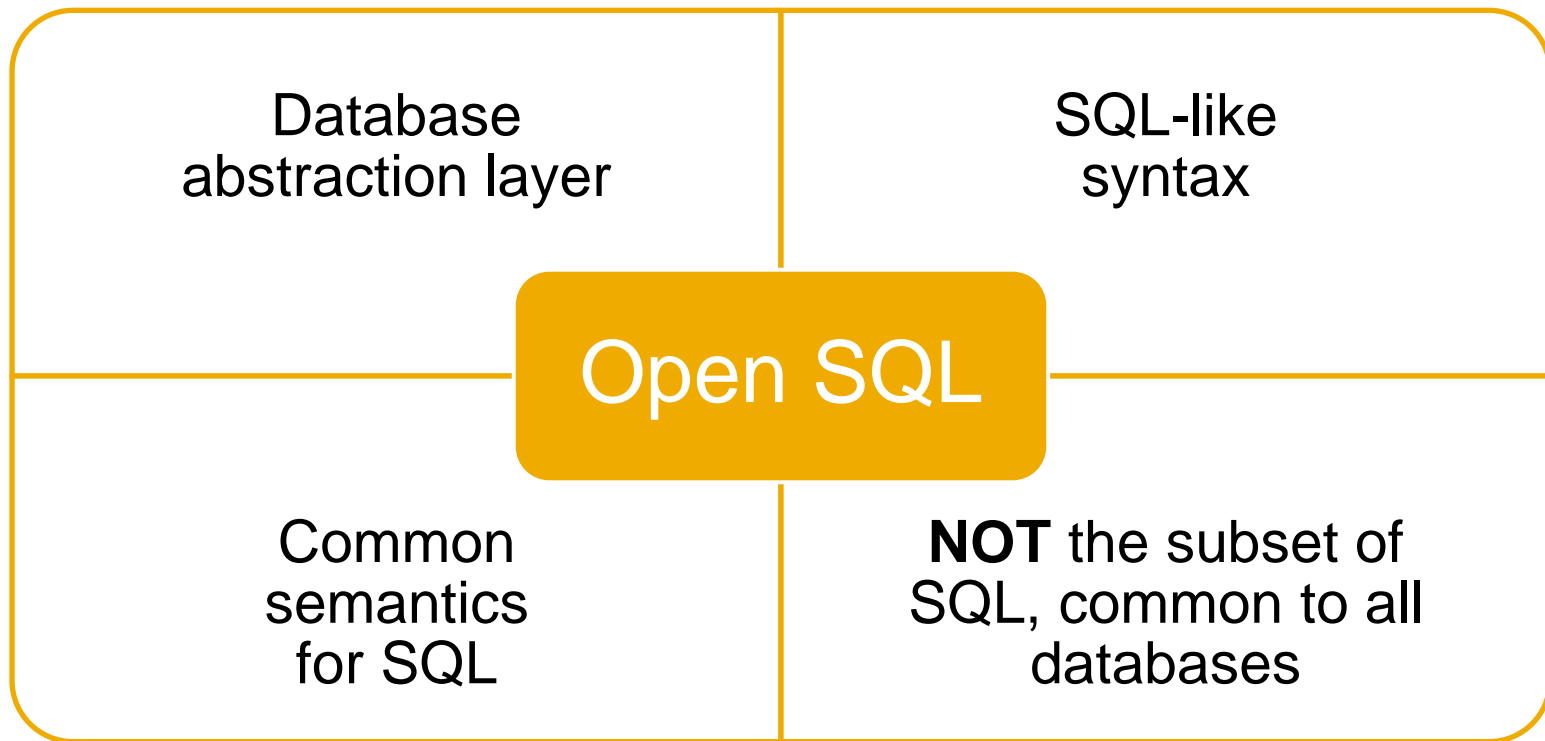 Database
abstraction layer
SQL-like
syntax
Open SQL
Common
semantics
for SQL
NOT the subset of
SQL, common to all
databases